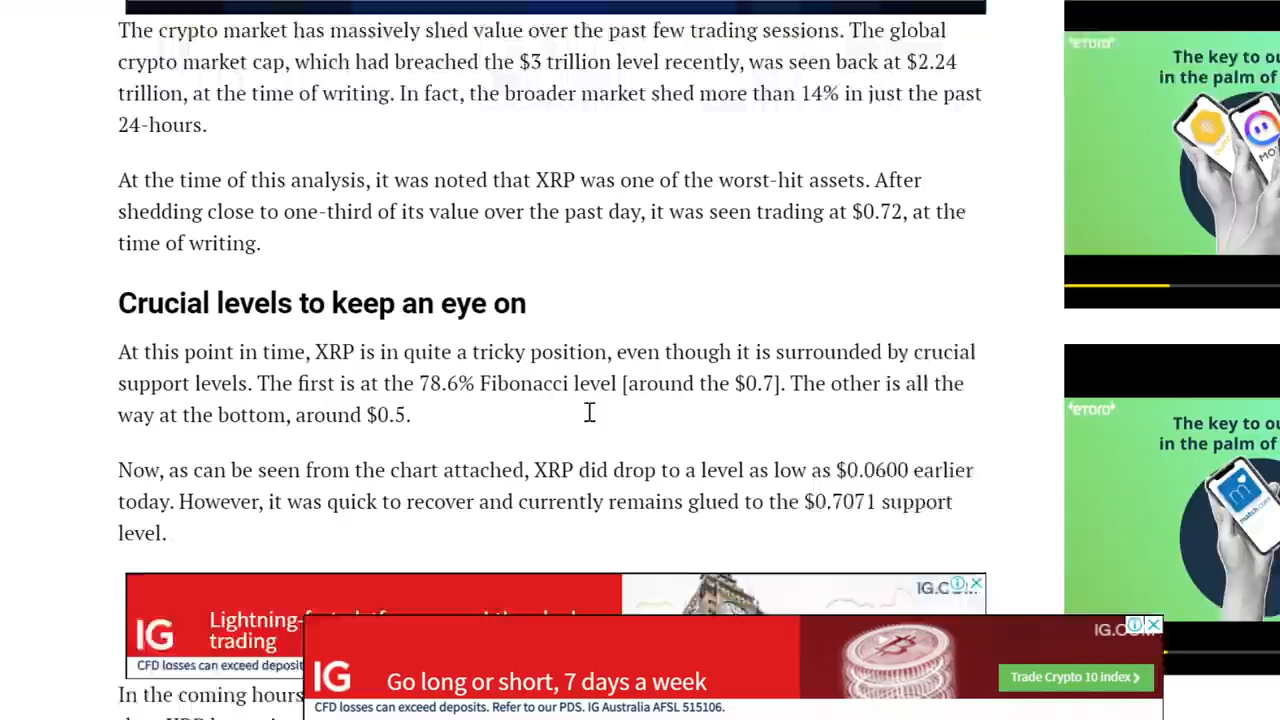 The crypto market has massively shed value over the past few trading sessions. The global
crypto market cap, which had breached the $3 trillion level recently, was seen back at $2.24
trillion, at the time of writing. In fact, the broader market shed more than 14% in just the past
24-hours.
At the time of this analysis, it was noted that XRP was one of the worst-hit assets. After
shedding close to one-third of its value over the past day, it was seen trading at $0.72, at the
time of writing.
Crucial levels to keep an eye on
At this point in time, XRP is in quite a tricky position, even though it is surrounded by crucial
support levels. The first is at the 78.6% Fibonacci level [around the $0.7]. The other is all the
way at the bottom, around $0.5.
Now, as can be seen from the chart attached, XRP did drop to a level as low as $0.0600 earlier
today. However, it was quick to recover and currently remains glued to the $0.7071 support
level.
IG
Lightning-
trading
CFD losses can exceed deposit
IG.C
In the coming hours
IG
Go long or short, 7 days a week
IG.COM
Trade Crypto 10 index
CFD losses can exceed deposits. Refer to our PDS. IG Australia AFSL 515106.
eToro
The key to ou
in the palm of
eToro
The key to ou
in the palm of
match.com